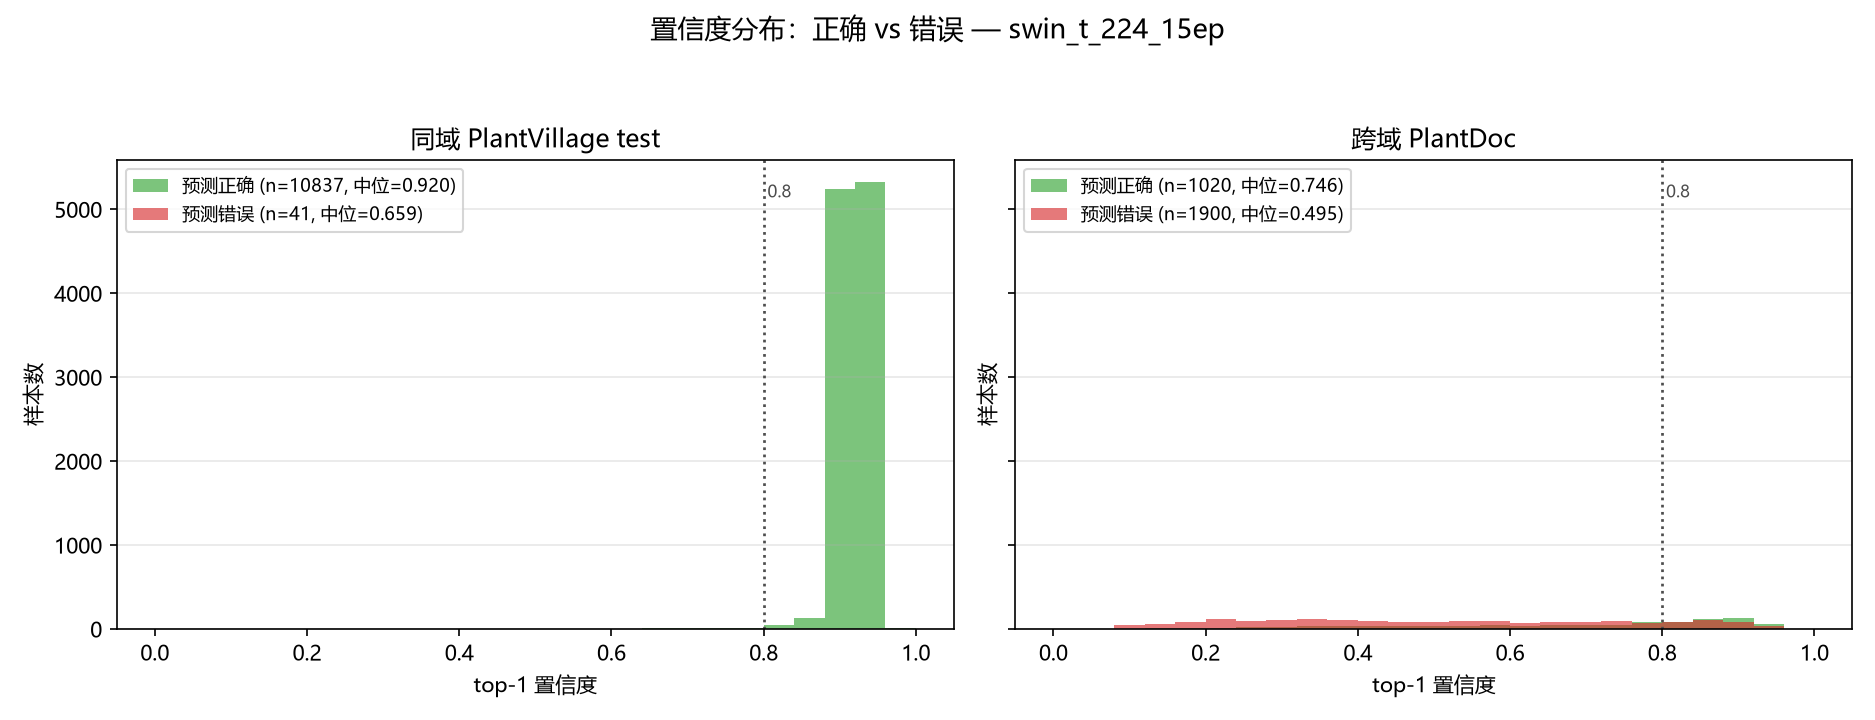 置信度分布：正确 vs 错误 — swin_t_224_15ep
同域 PlantVillage test
预测正确 (n=10837, 中位=0.920)
预测错误 (n=41, 中位=0.659)
0.8
5000
4000
3000
2000
1000
0
样本数
0.0 0.2 0.4 0.6 0.8 1.0
top-1 置信度
跨域 PlantDoc
预测正确 (n=1020, 中位=0.746)
预测错误 (n=1900, 中位=0.495)
0.8
样本数
0.0 0.2 0.4 0.6 0.8 1.0
top-1 置信度